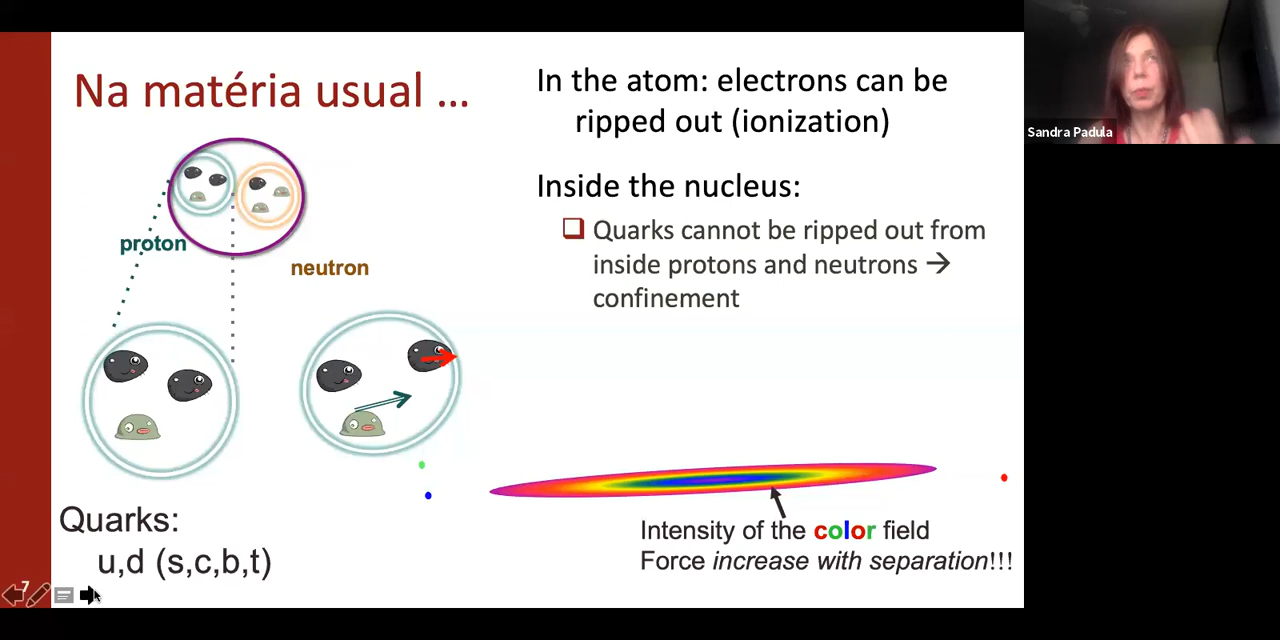 Na matéria usual ...
proton
neutron
Quarks:
u,d (s,c,b,t)
7
In the atom: electrons can be
ripped out (ionization)
Inside the nucleus:
Quarks cannot be ripped out from
inside protons and neutrons →
confinement
Intensity of the color field
Force increase with separation!!!
Sandra Padula